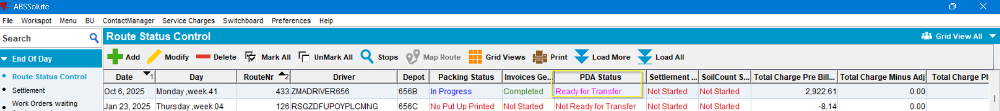 ABSSolute
File Workspot Menu BU ContactManager Service Charges Switchboard Preferences Help
Search
Route Status Control
Grid View All
Add Modify Delete Mark All UnMark All Stops Map Route Grid Views Print Load More Load All
End Of Day
Route Status Control
Settlement
Work Orders waiting
Date 1 Day RouteNr 2 Driver Depot Packing Status Invoices Ge... PDA Status Settlement ... SoilCount S... Total Charge Pre Bill... Total Charge Minus Adj Total Charge Pl
Oct 6, 2025 Monday ,week 41 433 ZMADRIVER656 656B In Progress Completed Ready for Transfer Not Started Not Started 2,922.61 0.00
Jan 23, 2025 Thursday ,week 04 126 RSGZDFUPOYPLCMNG 656C No Put Up Printed Not Started Not Ready for Transfer Not Started Not Started -8.14 0.00